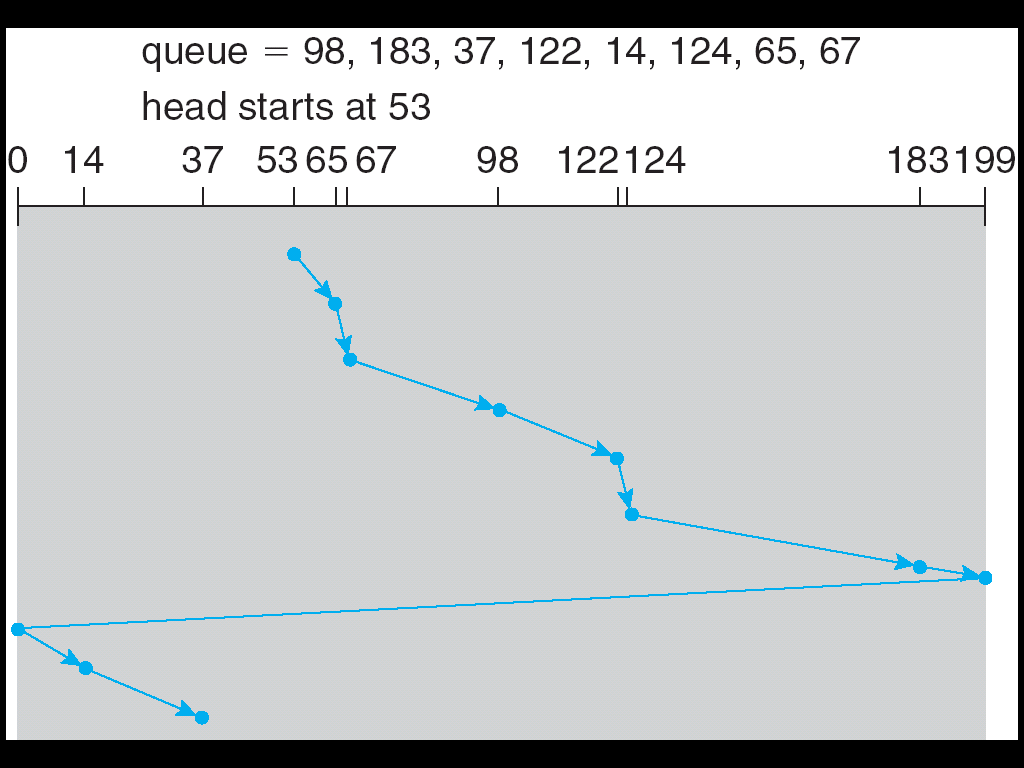 queue = 98, 183, 37, 122, 14, 124, 65, 67
head starts at 53
0 14 37 53 65 67 98 122 124 183 199